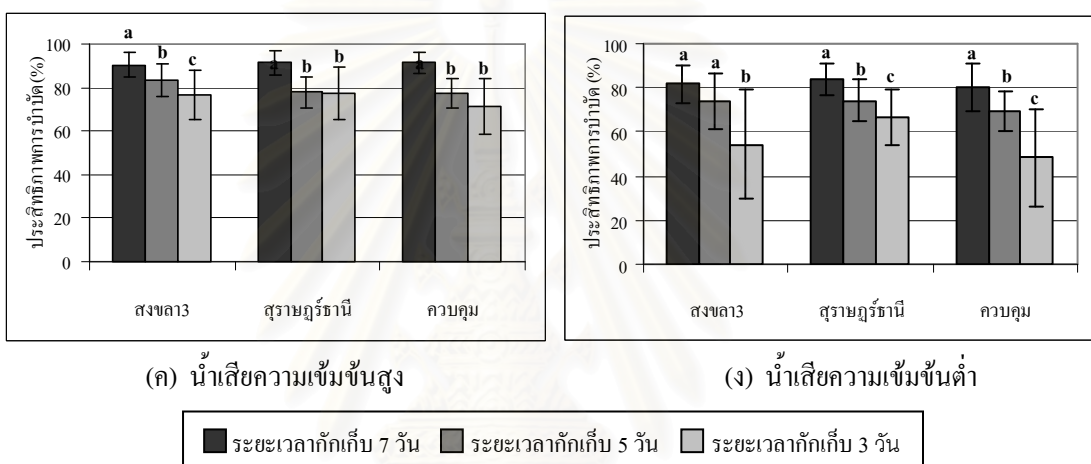 a b c b b b b
100
80
60
40
20
0
ประสิทธิภาพการบำบัด(%)
a a
สงขลา3 สุราษฎร์ธานี ควบคุม
(ค) น้ำเสียความเข้มข้นสูง
a a b a b c a b c
100
80
60
40
20
0
ประสิทธิภาพการบำบัด(%)
สงขลา3 สุราษฎร์ธานี ควบคุม
(ง) น้ำเสียความเข้มข้นต่ำ
ระยะเวลากักเก็บ 7 วัน ระยะเวลากักเก็บ 5 วัน ระยะเวลากักเก็บ 3 วัน